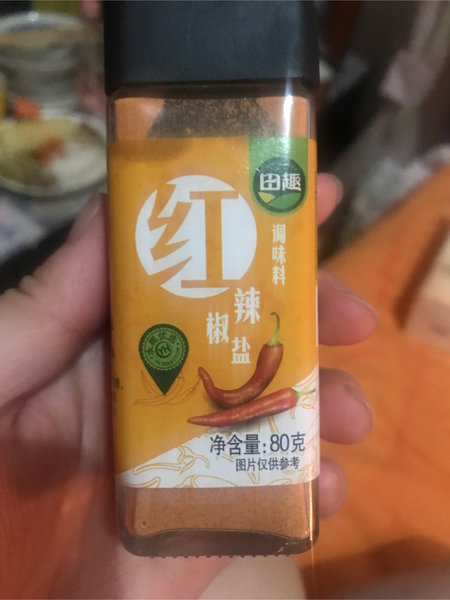 田趣
调味料
红
辣椒盐
净含量:80克
图片仅供参考